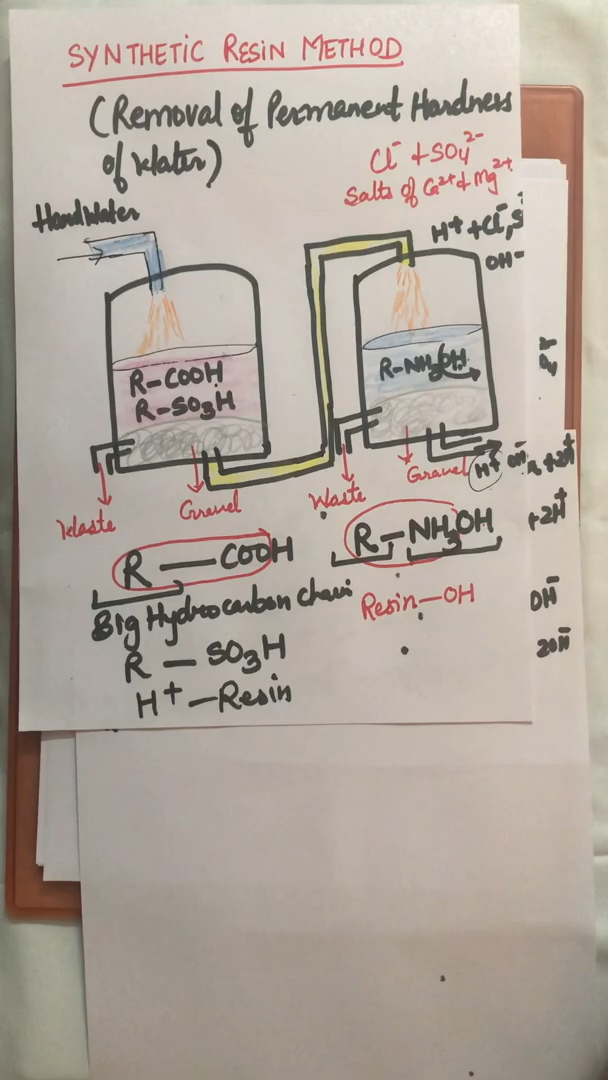 SYNTHETIC RESIN METHOD
(Removal of Permanent Hardness
of Water)
Cl⁻ + SO₄²⁻
Salts of Ca²⁺ + Mg²⁺
Hard Water
H⁺ + Cl⁻, S
OH⁻
R-COOH
R-SO₃H
R-NH₃OH
Waste
Gravel
Waste
Gravel
H⁺ OH⁻
+2H⁺
R — COOH
R-NH₃OH
+2H⁺
Big Hydrocarbon Chain
Resin-OH
OH⁻
R — SO₃H
2OH⁻
H⁺ — Resin